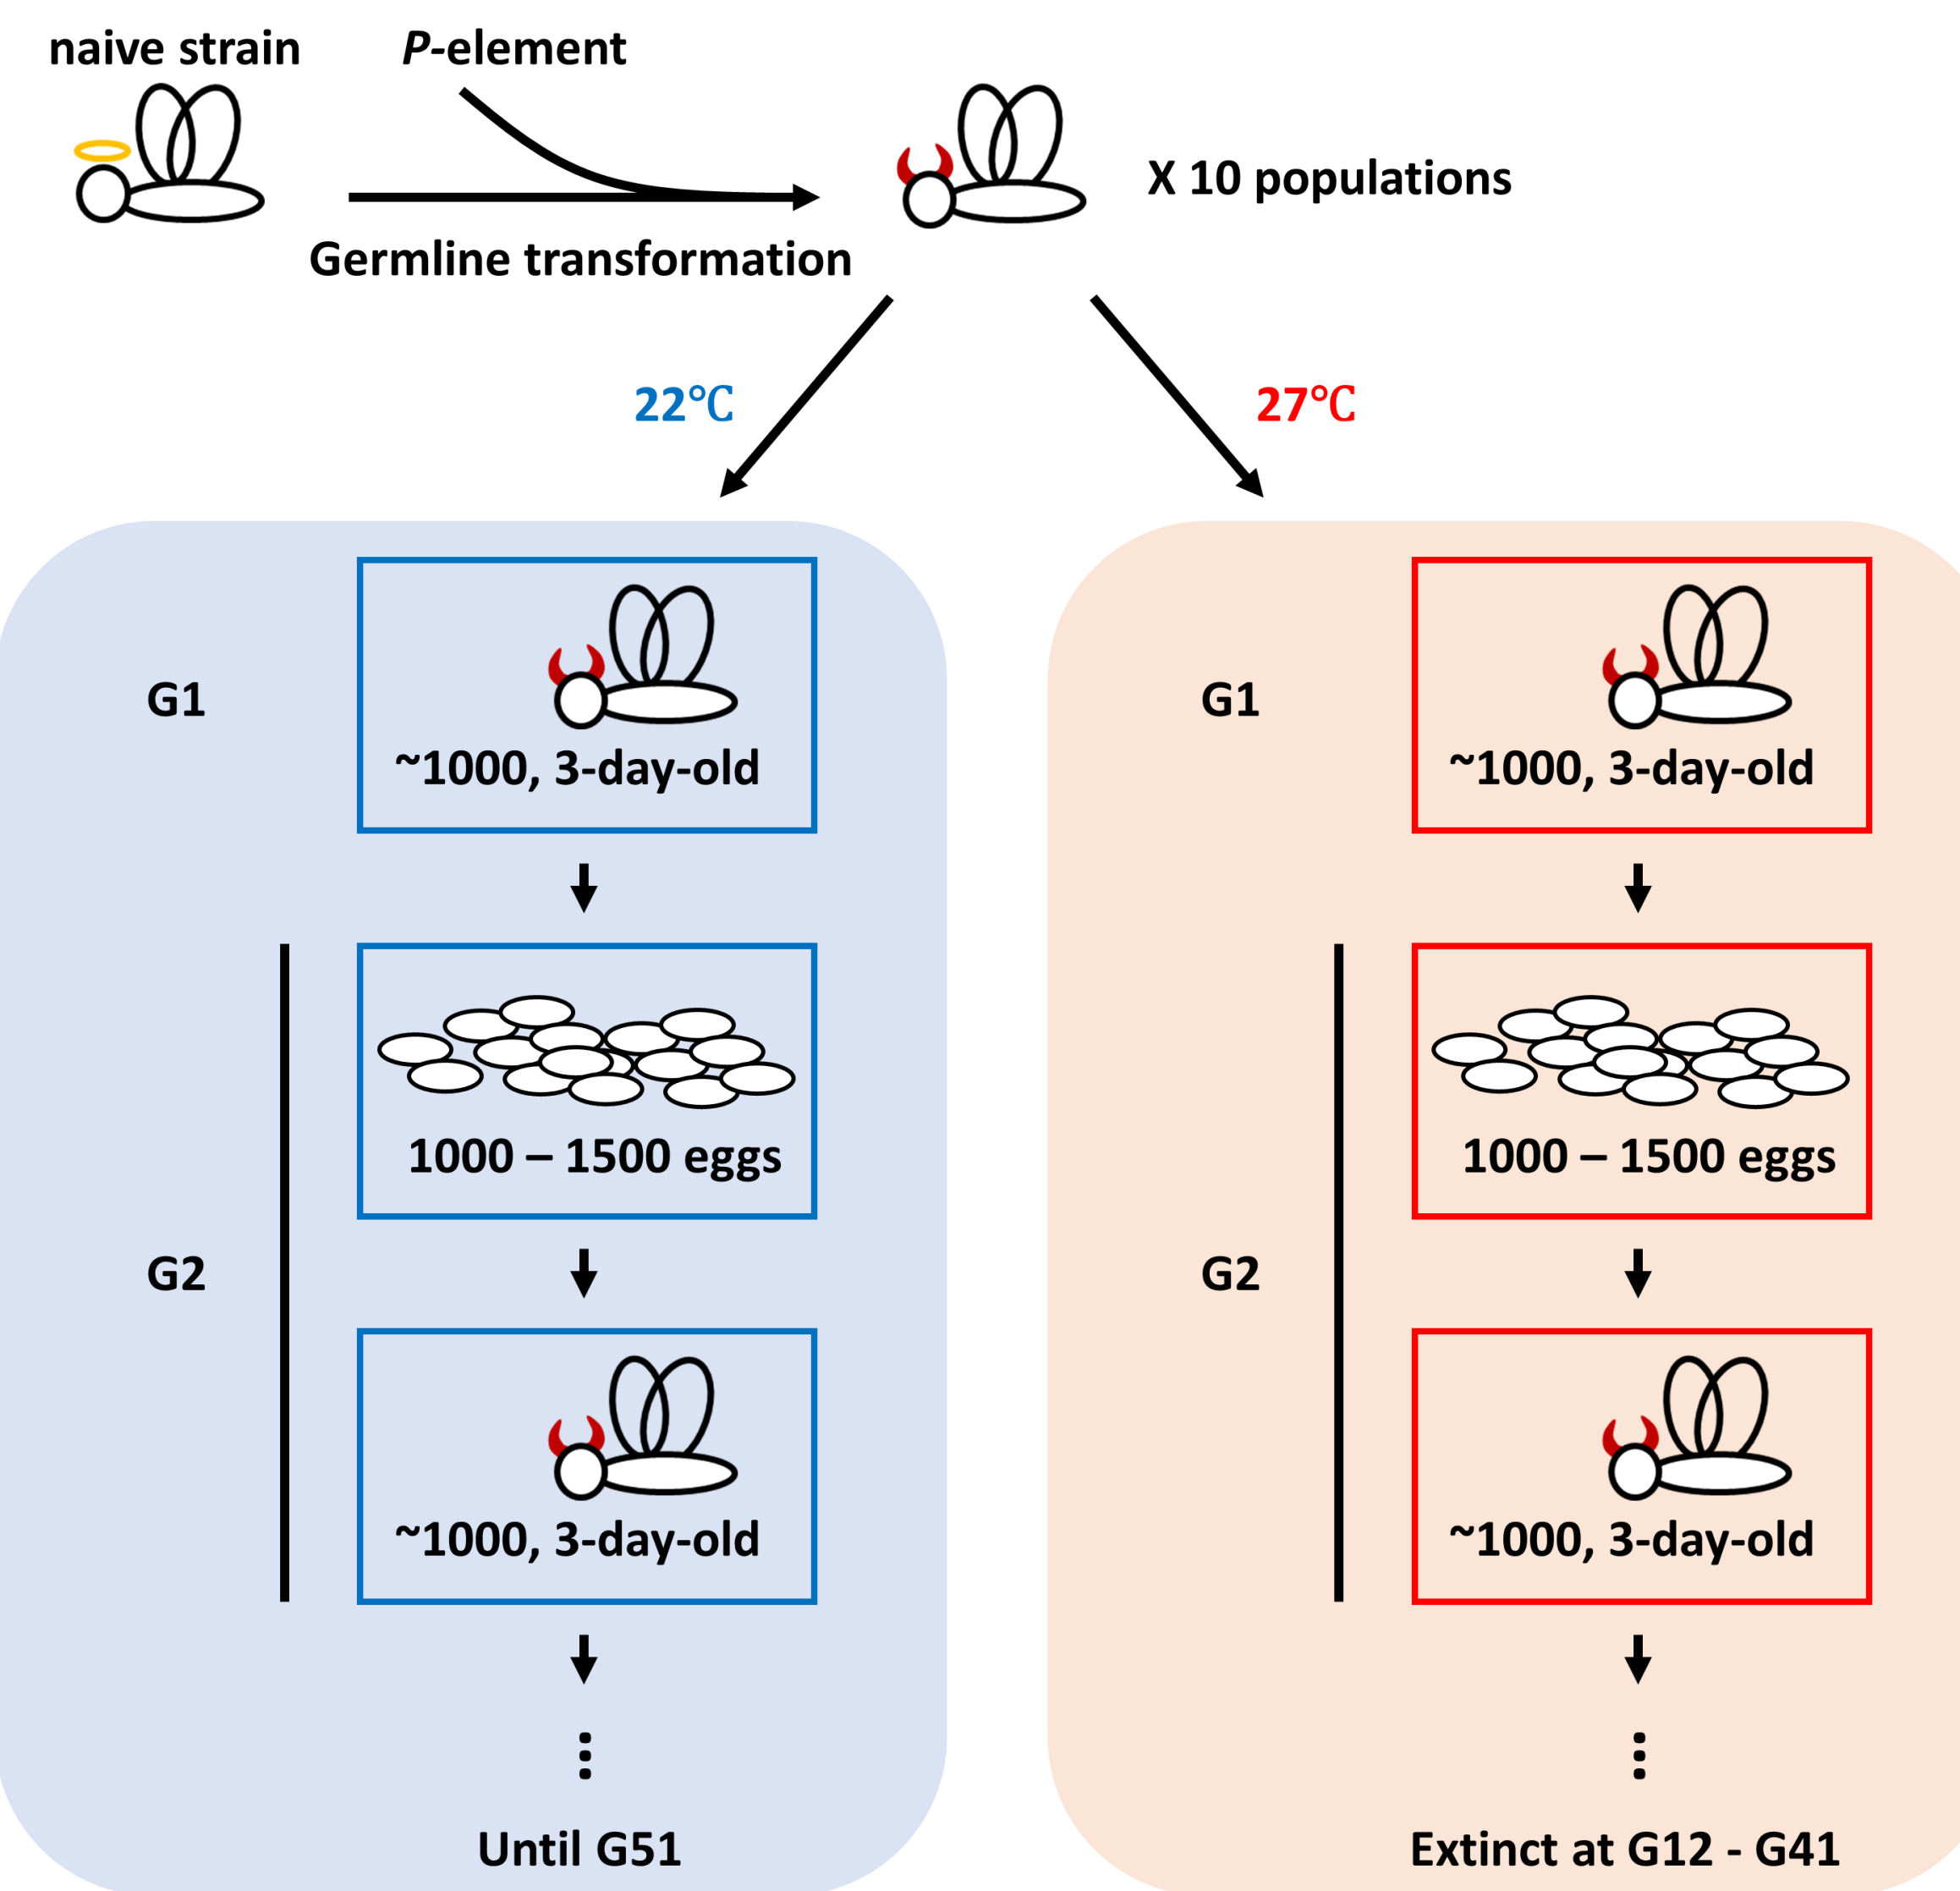 naive strain
P-element
X 10 populations
Germline transformation
22℃
27℃
G1
~1000, 3-day-old
1000 – 1500 eggs
G2
~1000, 3-day-old
Until G51
G1
~1000, 3-day-old
1000 – 1500 eggs
G2
~1000, 3-day-old
Extinct at G12 - G41